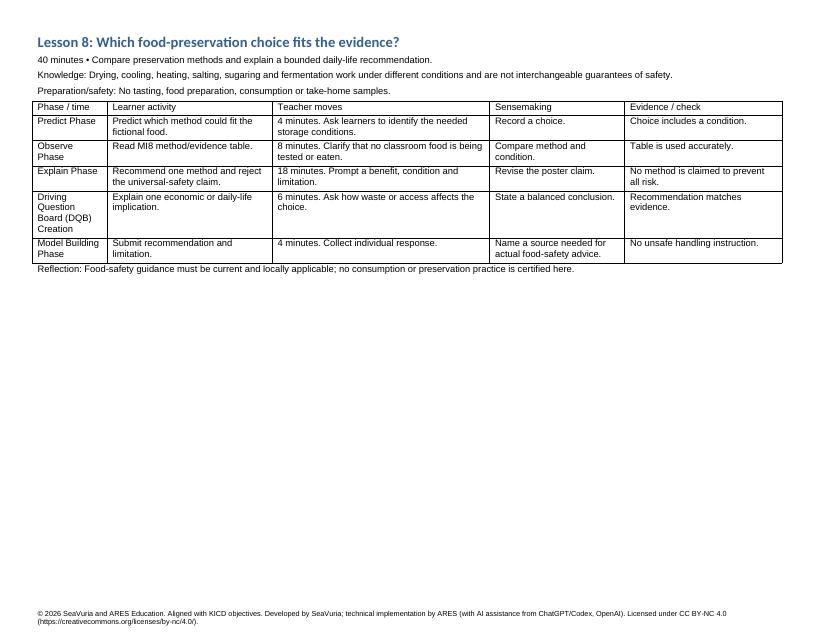 Lesson 8: Which food-preservation choice fits the evidence?
40 minutes • Compare preservation methods and explain a bounded daily-life recommendation.
Knowledge: Drying, cooling, heating, salting, sugaring and fermentation work under different conditions and are not interchangeable guarantees of safety.
Preparation/safety: No tasting, food preparation, consumption or take-home samples.
Phase / time
Learner activity
Teacher moves
Sensemaking
Evidence / check
Predict Phase
Predict which method could fit the
fictional food.
4 minutes. Ask learners to identify the needed
storage conditions.
Record a choice.
Choice includes a condition.
Observe
Phase
Read MI8 method/evidence table.
8 minutes. Clarify that no classroom food is being
tested or eaten.
Compare method and
condition.
Table is used accurately.
Explain Phase
Recommend one method and reject
the universal-safety claim.
18 minutes. Prompt a benefit, condition and
limitation.
Revise the poster claim.
No method is claimed to prevent
all risk.
Driving
Question
Board (DQB)
Creation
Explain one economic or daily-life
implication.
6 minutes. Ask how waste or access affects the
choice.
State a balanced conclusion.
Recommendation matches
evidence.
Model Building
Phase
Submit recommendation and
limitation.
4 minutes. Collect individual response.
Name a source needed for
actual food-safety advice.
No unsafe handling instruction.
Reflection: Food-safety guidance must be current and locally applicable; no consumption or preservation practice is certified here.
© 2026 SeaVuria and ARES Education. Aligned with KICD objectives. Developed by SeaVuria; technical implementation by ARES (with AI assistance from ChatGPT/Codex, OpenAI). Licensed under CC BY-NC 4.0
(https://creativecommons.org/licenses/by-nc/4.0/).